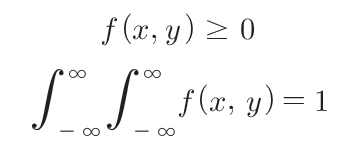 f(x, y) ≥ 0
∫_{-∞}^{∞} ∫_{-∞}^{∞} f(x, y) = 1